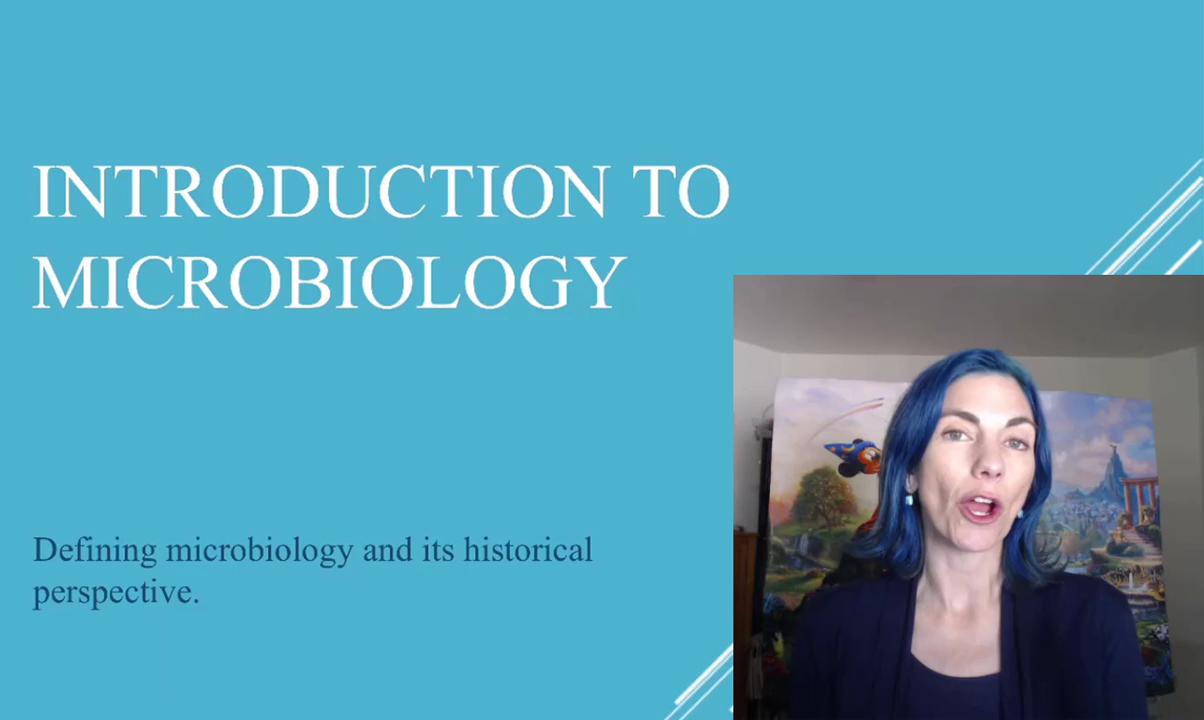 INTRODUCTION TO
MICROBIOLOGY
Defining microbiology and its historical
perspective.